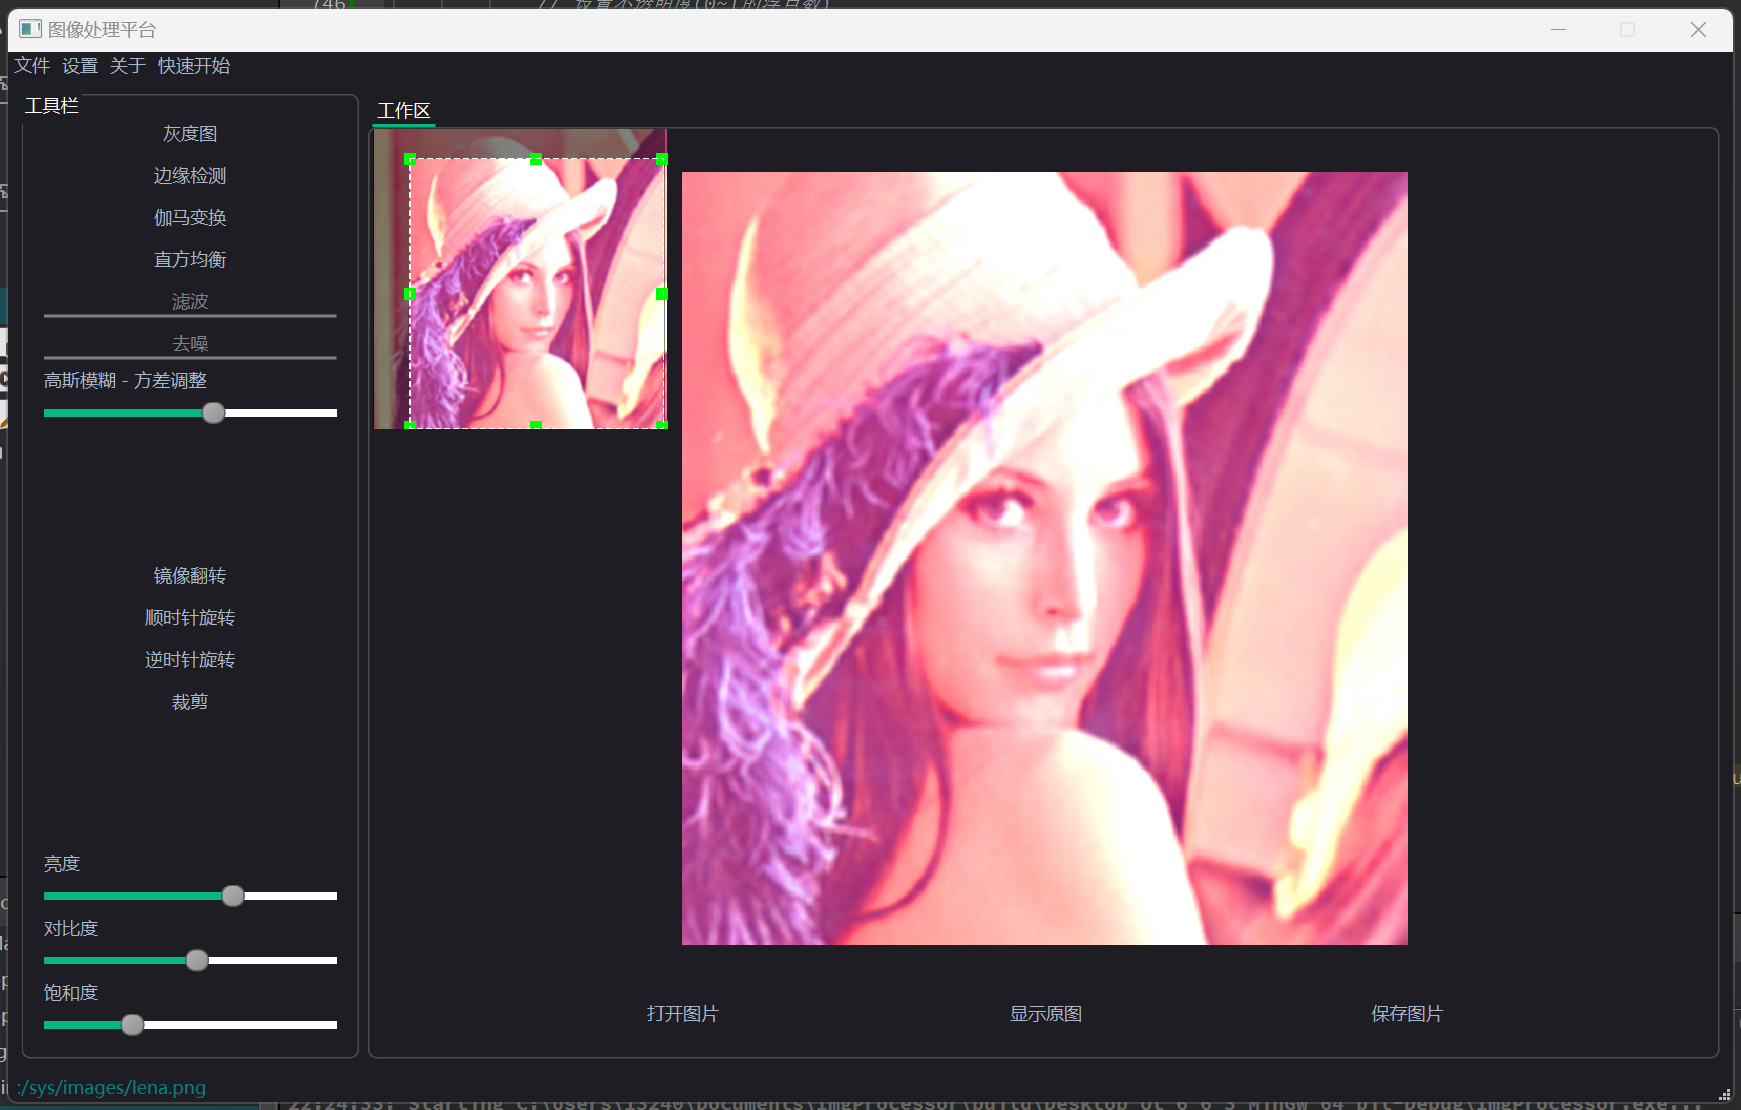 图像处理平台
文件 设置 关于 快速开始
工具栏
灰度图
边缘检测
伽马变换
直方均衡
滤波
去噪
高斯模糊 - 方差调整
镜像翻转
顺时针旋转
逆时针旋转
裁剪
亮度
对比度
饱和度
工作区
打开图片 显示原图 保存图片
:/sys/images/lena.png